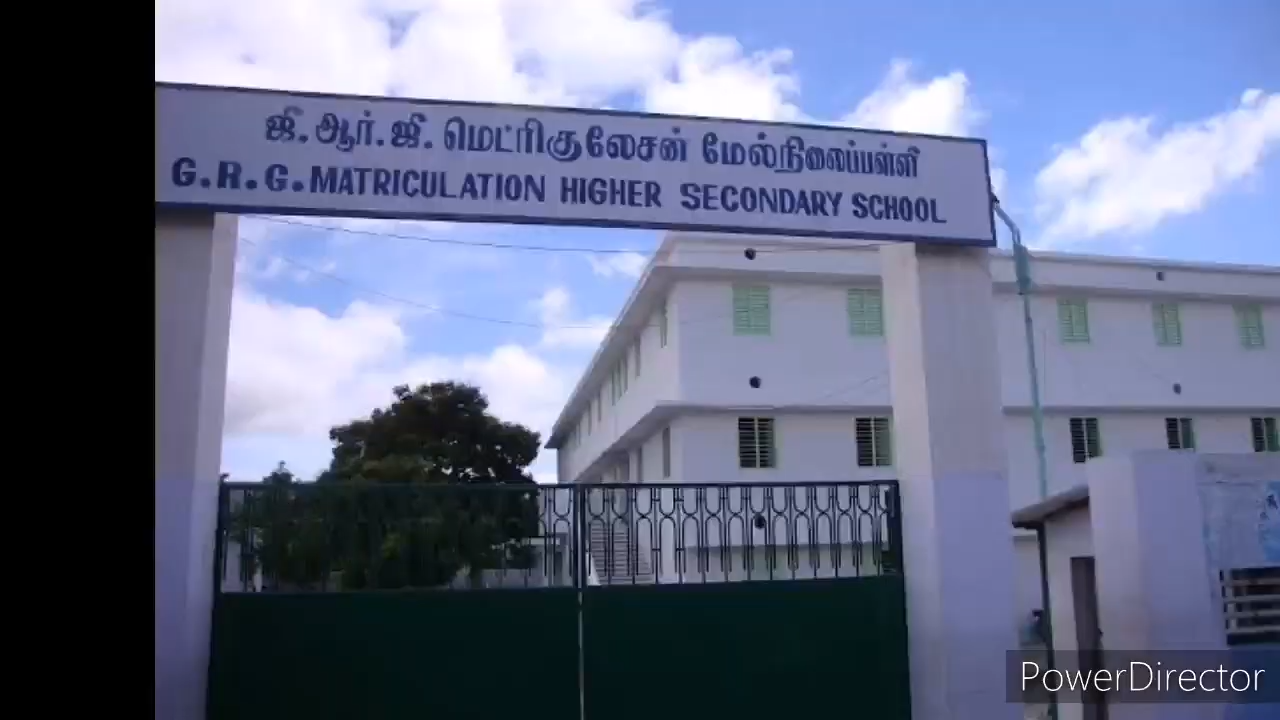 ஜி.ஆர்.ஜி. மெட்ரிகுலேசன் மேல்நிலைப்பள்ளி
G.R.G.MATRICULATION HIGHER SECONDARY SCHOOL
PowerDirector